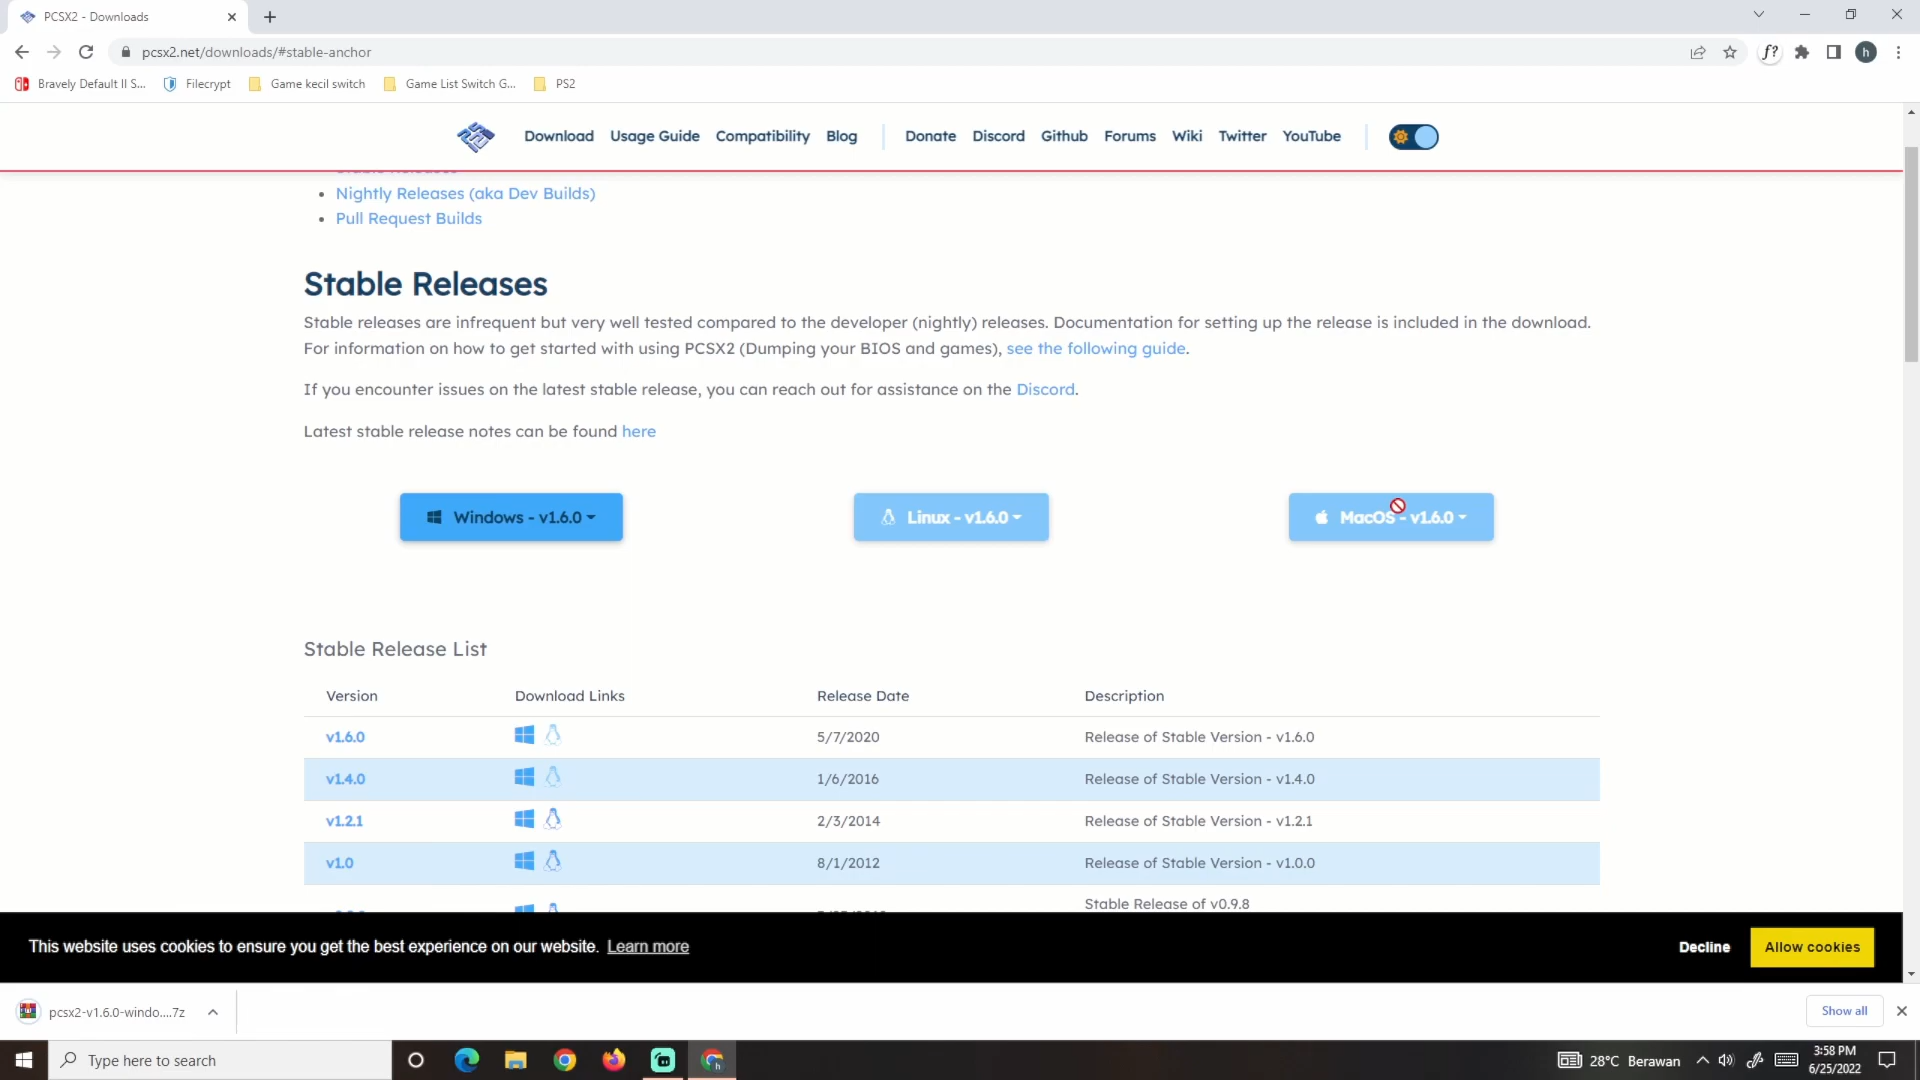 PCSX2 - Downloads
pcsx2.net/downloads/#stable-anchor
f?
h
Bravely Default II S...
Filecrypt
Game kecil switch
Game List Switch G...
PS2
Download Usage Guide Compatibility Blog Donate Discord Github Forums Wiki Twitter YouTube
Stable Releases
Nightly Releases (aka Dev Builds)
Pull Request Builds
Stable Releases
Stable releases are infrequent but very well tested compared to the developer (nightly) releases. Documentation for setting up the release is included in the download.
For information on how to get started with using PCSX2 (Dumping your BIOS and games), see the following guide.
If you encounter issues on the latest stable release, you can reach out for assistance on the Discord.
Latest stable release notes can be found here
Windows - v1.6.0
Linux - v1.6.0
MacOS - v1.6.0
Stable Release List
Version Download Links Release Date Description
v1.6.0 5/7/2020 Release of Stable Version - v1.6.0
v1.4.0 1/6/2016 Release of Stable Version - v1.4.0
v1.2.1 2/3/2014 Release of Stable Version - v1.2.1
v1.0 8/1/2012 Release of Stable Version - v1.0.0
Stable Release of v0.9.8
This website uses cookies to ensure you get the best experience on our website. Learn more
Decline
Allow cookies
pcsx2-v1.6.0-windo....7z
Show all
Type here to search
28°C Berawan
3:58 PM
6/25/2022